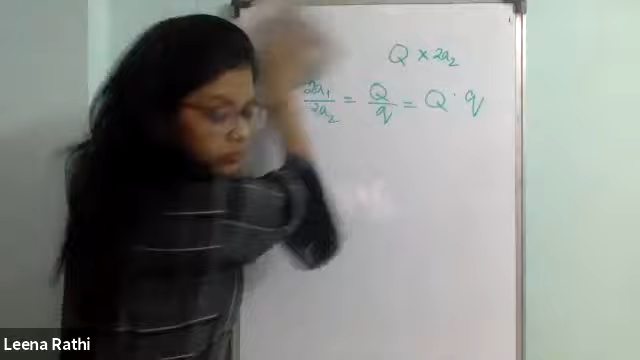 Q × 2a₂
2a₁/2a₂ = Q/q = Q · q
Leena Rathi